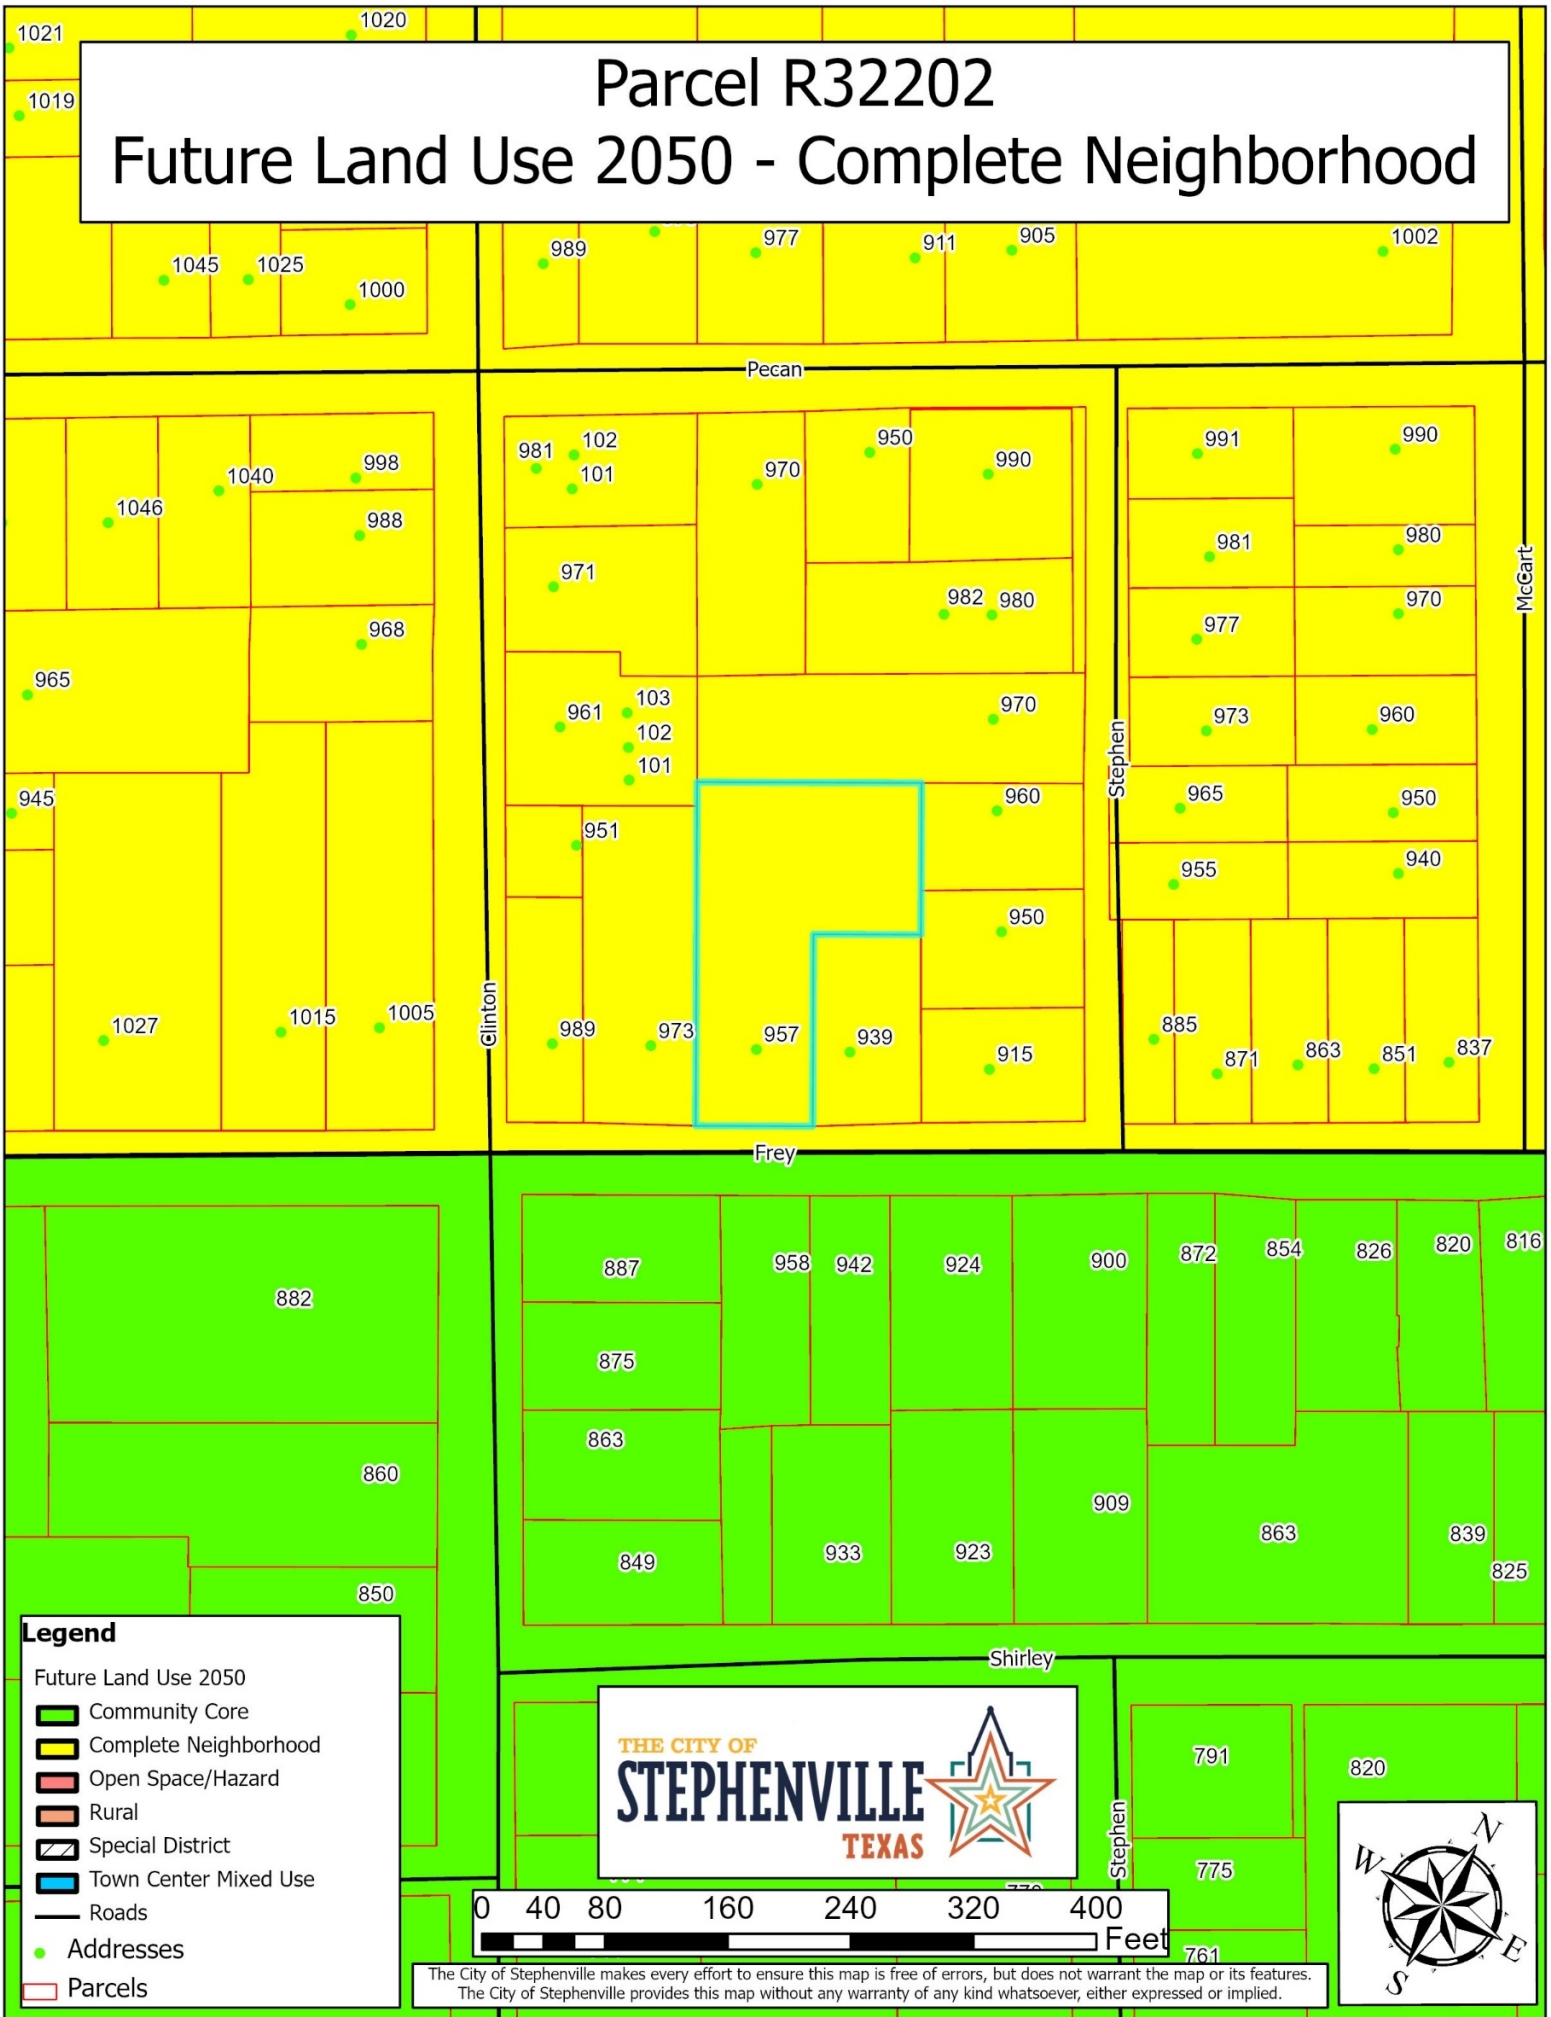 1021
1020
1019
Parcel R32202
Future Land Use 2050 - Complete Neighborhood
1045
1025
1000
989
977
911
905
1002
Pecan
1046
1040
998
988
968
965
945
1027
1015
1005
Clinton
981
102
101
971
970
950
990
982
980
961
103
102
101
970
951
960
950
989
973
957
939
915
Stephen
991
990
981
980
977
970
973
960
965
950
955
940
885
871
863
851
837
McCart
Frey
882
860
850
887
875
863
849
958
942
924
900
872
854
826
820
816
933
923
909
863
839
825
Shirley
Stephen
791
820
775
761
Legend
Future Land Use 2050
Community Core
Complete Neighborhood
Open Space/Hazard
Rural
Special District
Town Center Mixed Use
Roads
Addresses
Parcels
THE CITY OF
STEPHENVILLE
TEXAS
0 40 80 160 240 320 400
Feet
The City of Stephenville makes every effort to ensure this map is free of errors, but does not warrant the map or its features.
The City of Stephenville provides this map without any warranty of any kind whatsoever, either expressed or implied.
N
W
E
S